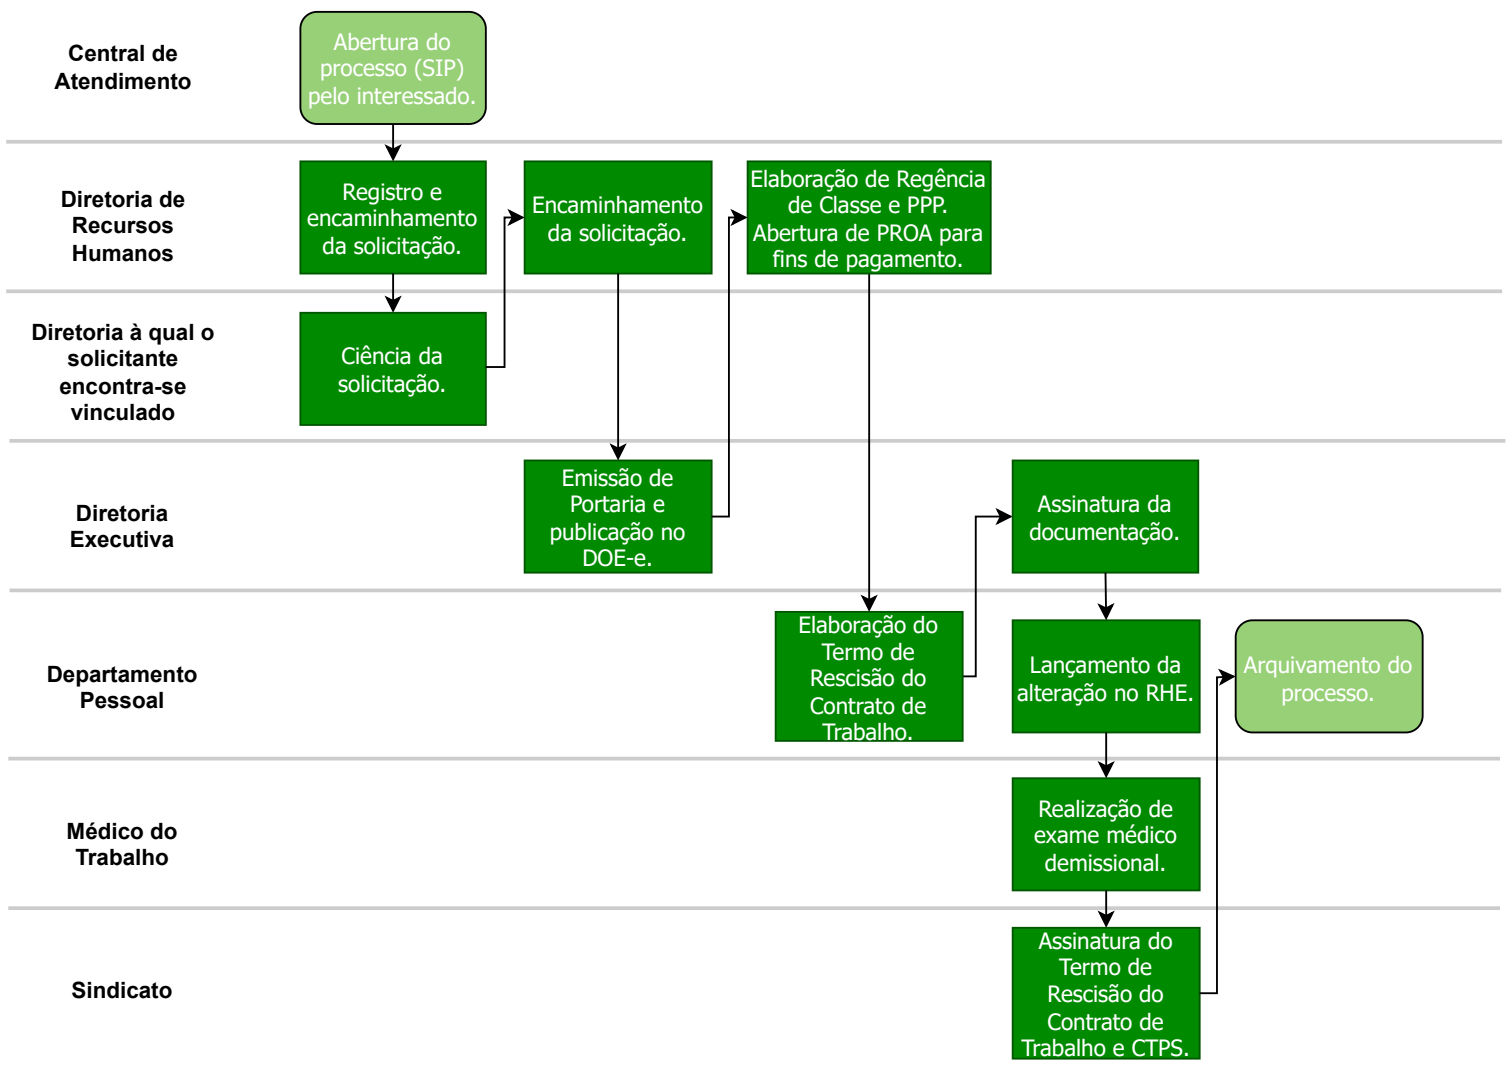 Central de
Atendimento
Abertura do
processo (SIP)
pelo interessado.
Diretoria de
Recursos
Humanos
Registro e
encaminhamento
da solicitação.
Encaminhamento
da solicitação.
Elaboração de Regência
de Classe e PPP.
Abertura de PROA para
fins de pagamento.
Diretoria à qual o
solicitante
encontra-se
vinculado
Ciência da
solicitação.
Diretoria
Executiva
Emissão de
Portaria e
publicação no
DOE-e.
Assinatura da
documentação.
Departamento
Pessoal
Elaboração do
Termo de
Rescisão do
Contrato de
Trabalho.
Lançamento da
alteração no RHE.
Arquivamento do
processo.
Médico do
Trabalho
Realização de
exame médico
demissional.
Sindicato
Assinatura do
Termo de
Rescisão do
Contrato de
Trabalho e CTPS.